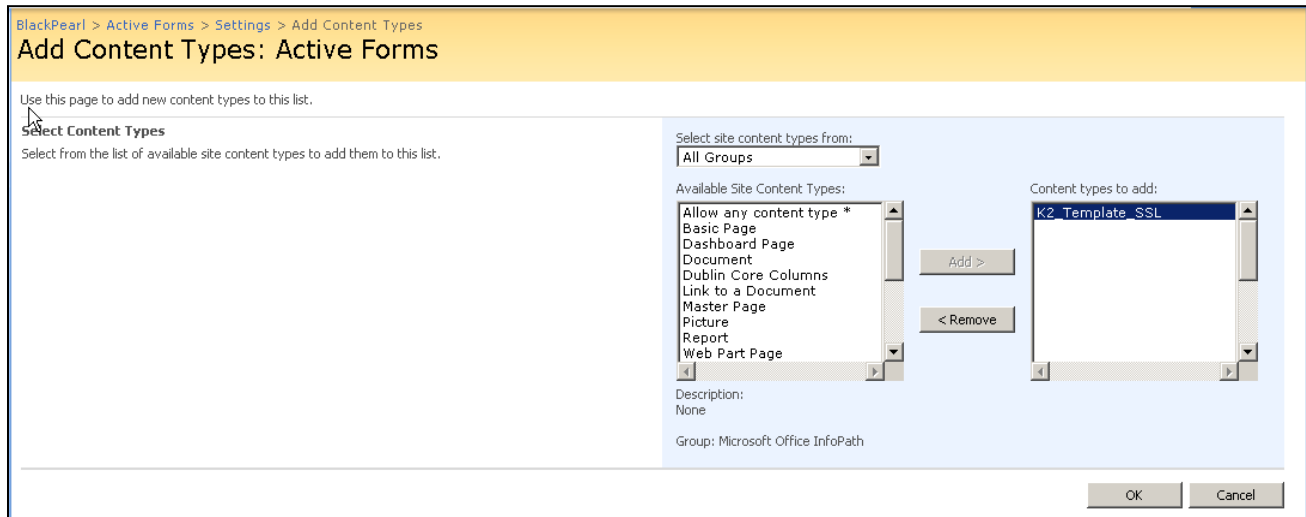 BlackPearl > Active Forms > Settings > Add Content Types
Add Content Types: Active Forms
Use this page to add new content types to this list.
Select Content Types
Select from the list of available site content types to add them to this list.
Select site content types from:
All Groups
Available Site Content Types:
Allow any content type *
Basic Page
Dashboard Page
Document
Dublin Core Columns
Link to a Document
Master Page
Picture
Report
Web Part Page
Add >
< Remove
Content types to add:
K2_Template_SSL
Description:
None
Group: Microsoft Office InfoPath
OK
Cancel